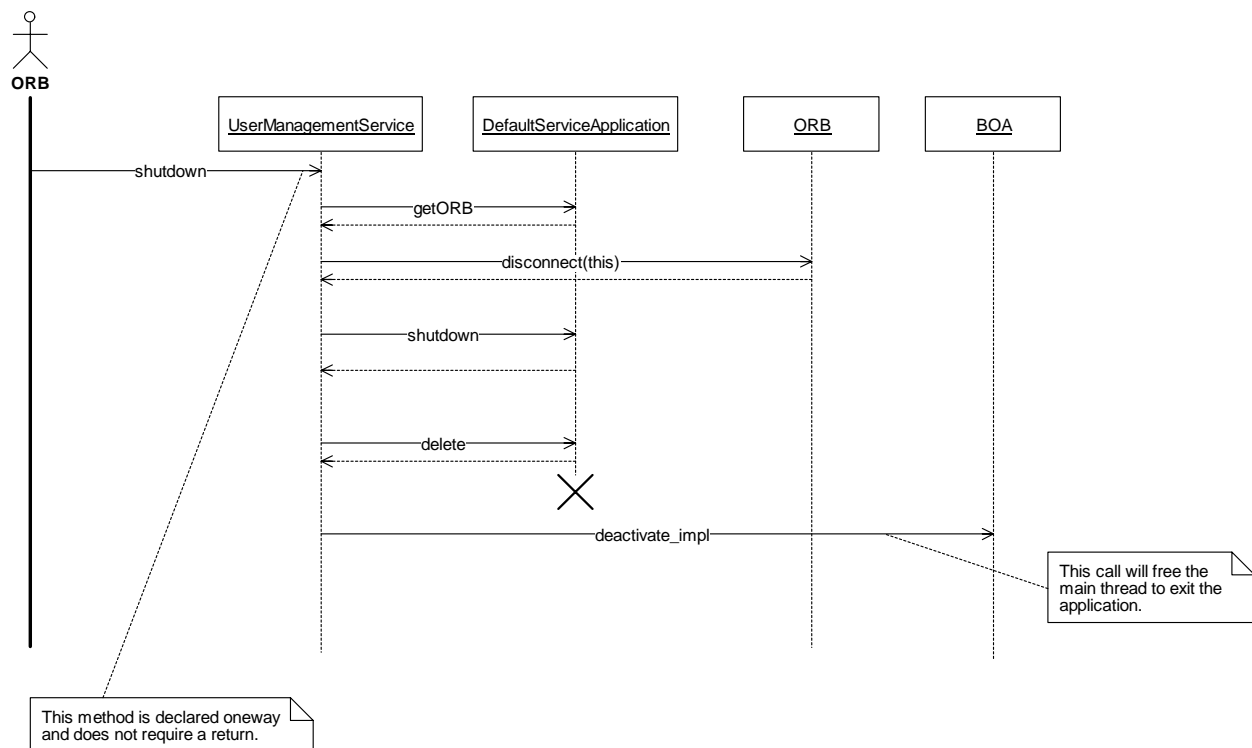 ORB
UserManagementService
DefaultServiceApplication
ORB
BOA
shutdown
getORB
disconnect(this)
shutdown
delete
deactivate_impl
This call will free the
main thread to exit the
application.
This method is declared oneway
and does not require a return.